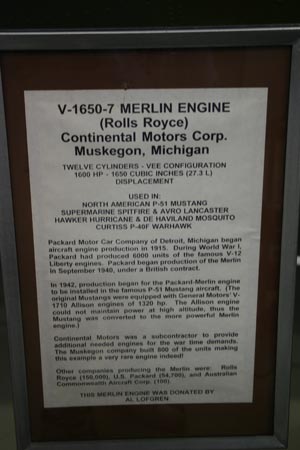 V-1650-7 MERLIN ENGINE
(Rolls Royce)
Continental Motors Corp.
Muskegon, Michigan
TWELVE CYLINDERS - VEE CONFIGURATION
1600 HP - 1650 CUBIC INCHES (27.3 L)
DISPLACEMENT
USED IN:
NORTH AMERICAN P-51 MUSTANG
SUPERMARINE SPITFIRE & AVRO LANCASTER
HAWKER HURRICANE & DE HAVILAND MOSQUITO
CURTISS P-40F WARHAWK
Packard Motor Car Company of Detroit, Michigan began
aircraft engine production in 1915. During World War I,
Packard had produced 6000 units of the famous V-12
Liberty engines. Packard began production of the Merlin
in September 1940, under a British contract.
In 1942, production began for the Packard-Merlin engine
to be installed in the famous P-51 Mustang aircraft. (The
original Mustangs were equipped with General Motors' V-
1710 Allison engines of 1320 hp. The Allison engine
could not maintain power at high altitude, thus the
Mustang was converted to the more powerful Merlin
engine.)
Continental Motors was a subcontractor to provide
additional needed engines for the war time demands.
The Muskegon company built 800 of the units making
this example a very rare engine indeed!
Other companies producing the Merlin were: Rolls
Royce (150,000), U.S. Packard (54,700), and Australian
Commonwealth Aircraft Corp. (100).
THIS MERLIN ENGINE WAS DONATED BY
AL LOFGREN